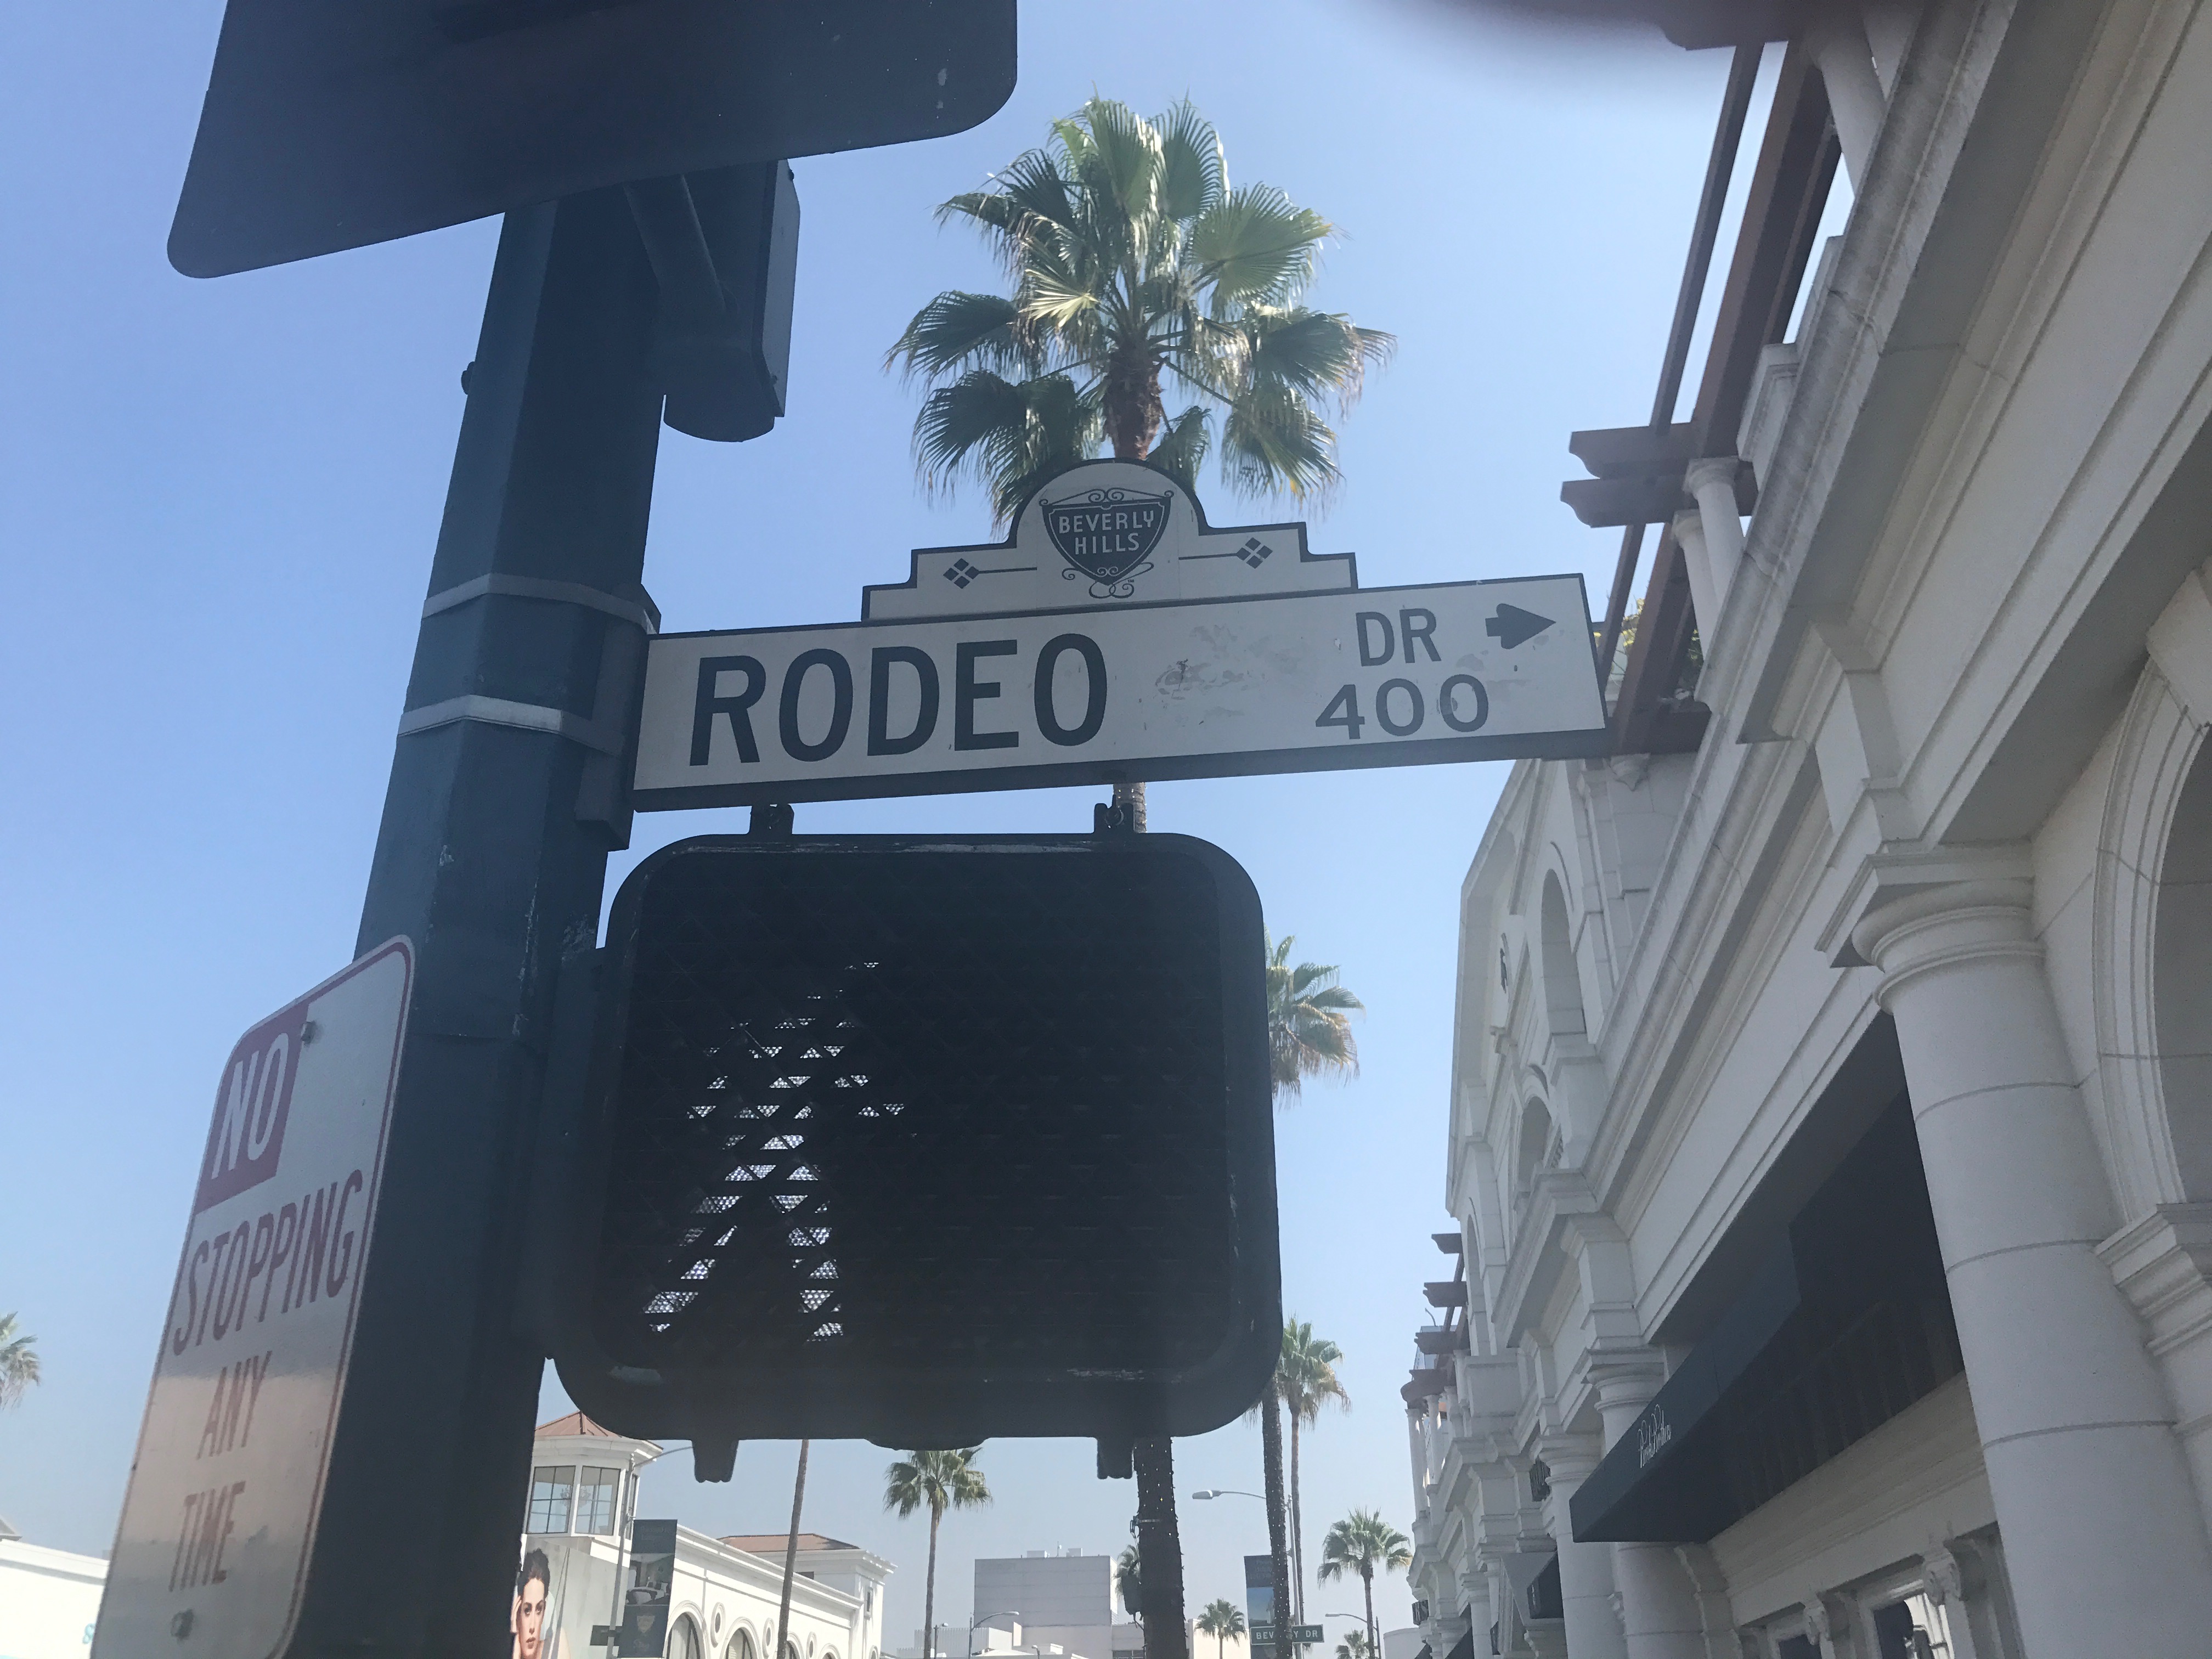 BEVERLY
HILLS
RODEO DR
400
NO
STOPPING
ANY
TIME
BEVERLY DR